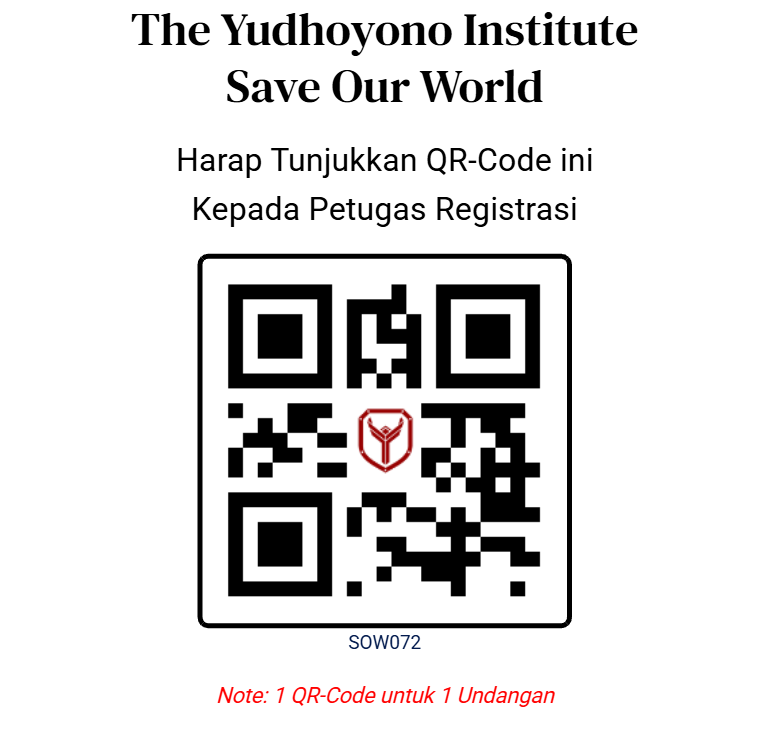 The Yudhoyono Institute
Save Our World
Harap Tunjukkan QR-Code ini
Kepada Petugas Registrasi
SOW072
Note: 1 QR-Code untuk 1 Undangan